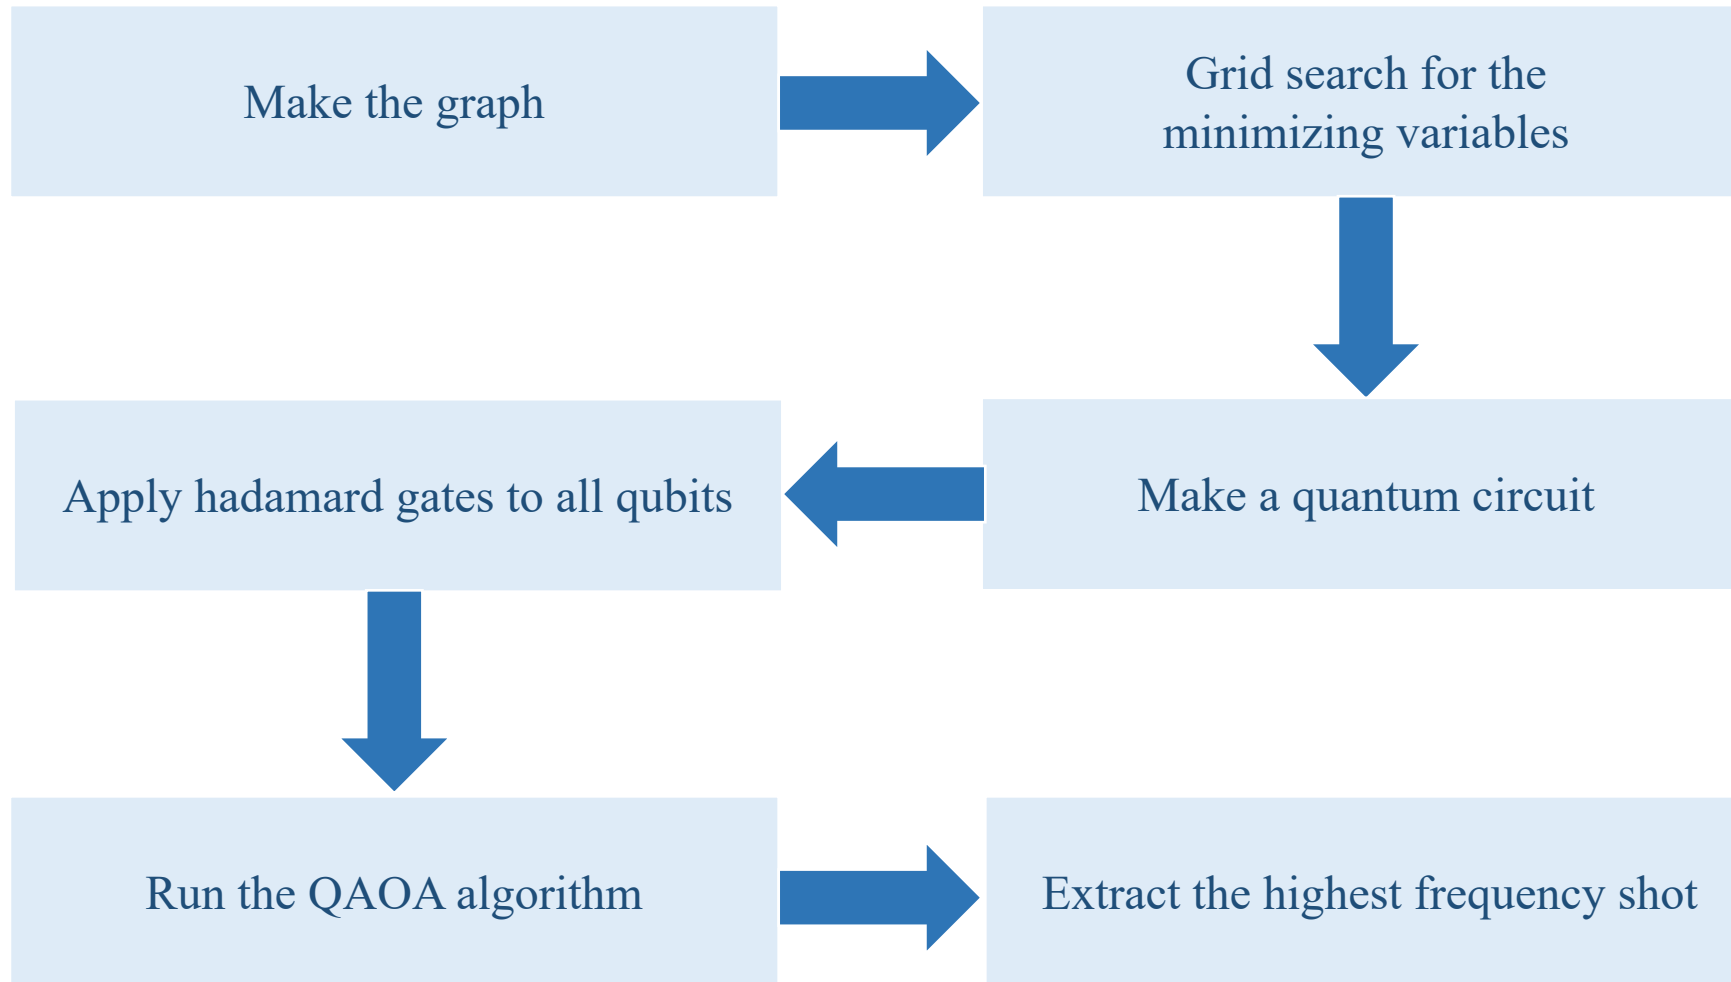 Make the graph
Grid search for the
minimizing variables
Make a quantum circuit
Apply hadamard gates to all qubits
Run the QAOA algorithm
Extract the highest frequency shot